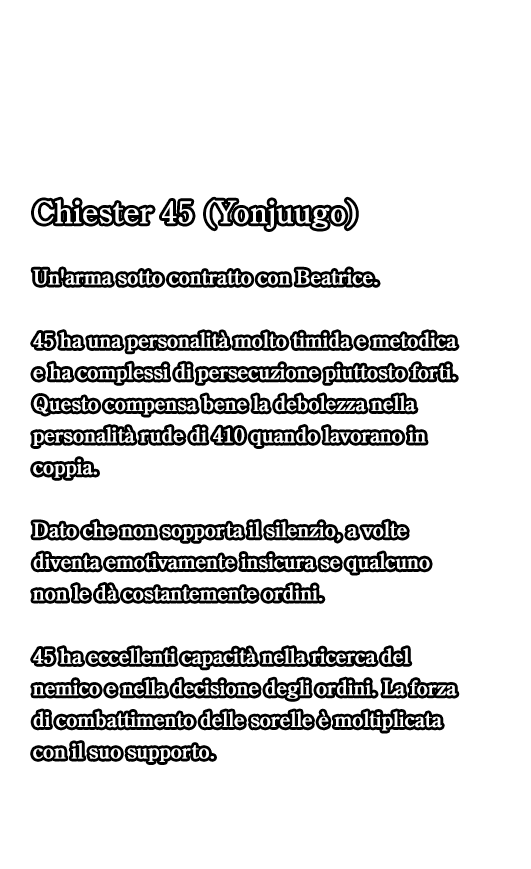 Chiester 45 (Yonjuugo)
Un'arma sotto contratto con Beatrice.
45 ha una personalità molto timida e metodica
e ha complessi di persecuzione piuttosto forti.
Questo compensa bene la debolezza nella
personalità rude di 410 quando lavorano in
coppia.
Dato che non sopporta il silenzio, a volte
diventa emotivamente insicura se qualcuno
non le dà costantemente ordini.
45 ha eccellenti capacità nella ricerca del
nemico e nella decisione degli ordini. La forza
di combattimento delle sorelle è moltiplicata
con il suo supporto.